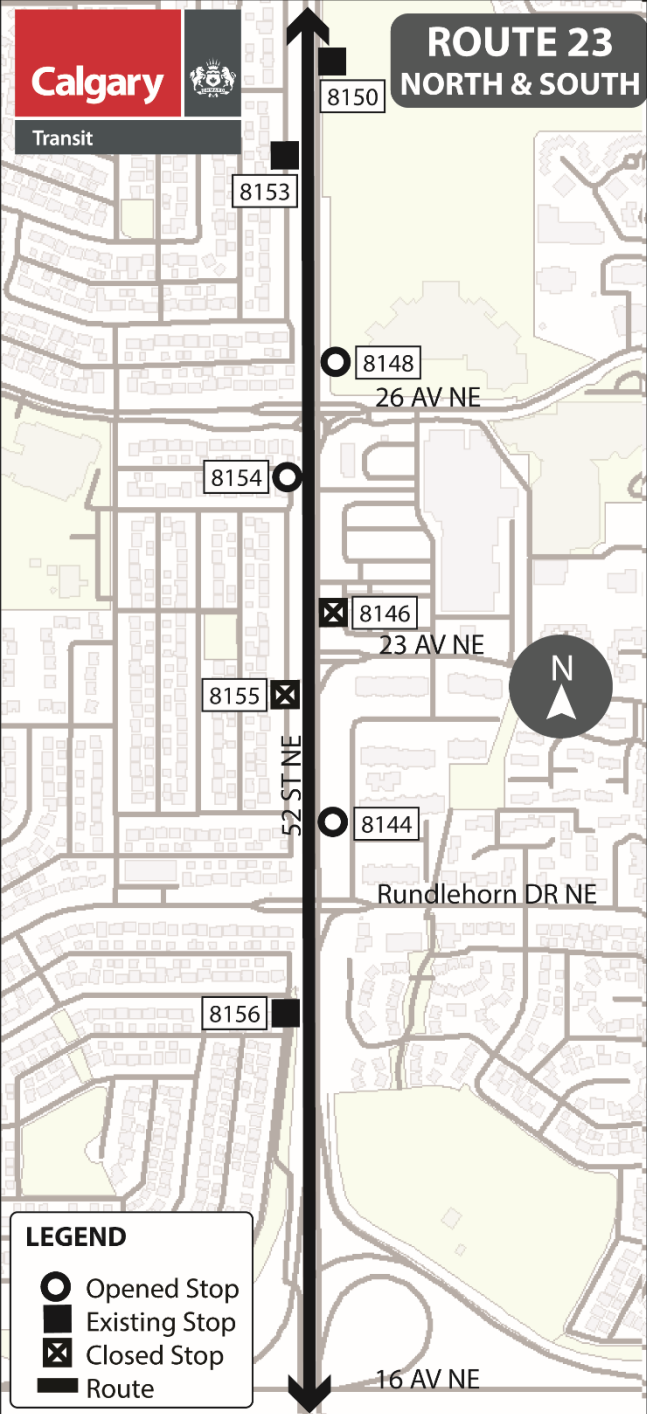 Calgary
Transit
ROUTE 23
NORTH & SOUTH
8150
8153
8148
26 AV NE
8154
8146
23 AV NE
N
8155
52 ST NE
8144
Rundlehorn DR NE
8156
LEGEND
Opened Stop
Existing Stop
Closed Stop
Route
16 AV NE